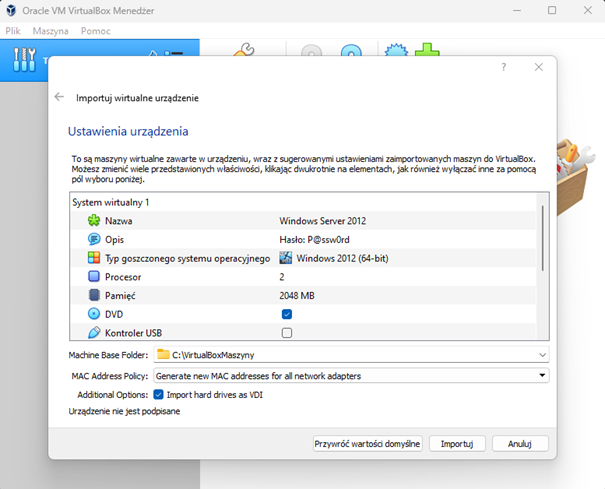 Oracle VM VirtualBox Menedżer
Plik Maszyna Pomoc
Importuj wirtualne urządzenie
Ustawienia urządzenia
To są maszyny wirtualne zawarte w urządzeniu, wraz z sugerowanymi ustawieniami zaimportowanych maszyn do VirtualBox.
Możesz zmienić wiele przedstawionych właściwości, klikając dwukrotnie na elementach, jak również wyłączać inne za pomocą
pól wyboru poniżej.
System wirtualny 1
Nazwa Windows Server 2012
Opis Hasło: P@ssw0rd
Typ goszczonego systemu operacyjnego Windows 2012 (64-bit)
Procesor 2
Pamięć 2048 MB
DVD
Kontroler USB
Machine Base Folder: C:\VirtualBoxMaszyny
MAC Address Policy: Generate new MAC addresses for all network adapters
Additional Options: Import hard drives as VDI
Urządzenie nie jest podpisane
Przywróć wartości domyślne Importuj Anuluj